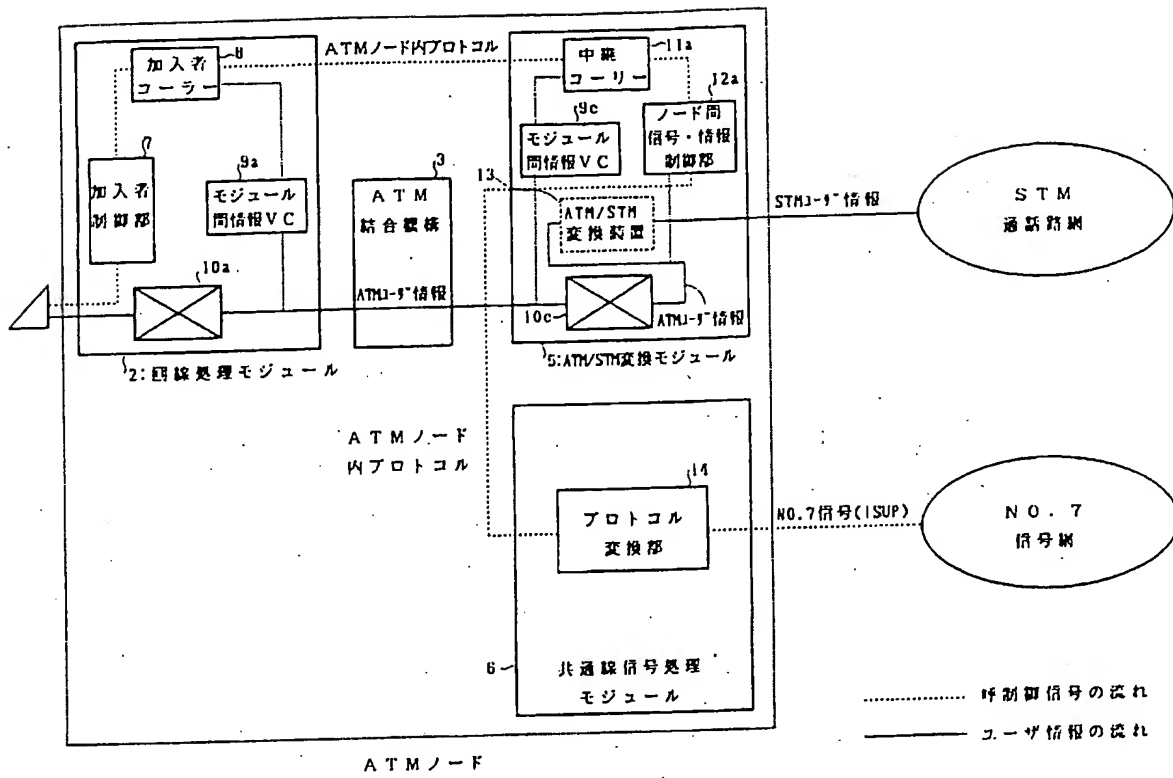 ATMノード内プロトコル
8
加入者
コーラー
7
加入者
制御部
9a
モジュール
間情報VC
10a
2:回線処理モジュール
3
ATM
結合機構
ATMユーザ情報
11a
中継
コーリー
12a
ノード間
信号・情報
制御部
9c
モジュール
間情報VC
13
ATM/STM
変換装置
10c
ATMユーザ情報
5:ATM/STM変換モジュール
STMユーザ情報
STM
通話路網
ATMノード
内プロトコル
14
プロトコル
変換部
NO.7信号(ISUP)
NO.7
信号網
6
共通線信号処理
モジュール
呼制御信号の流れ
ユーザ情報の流れ
ATMノード